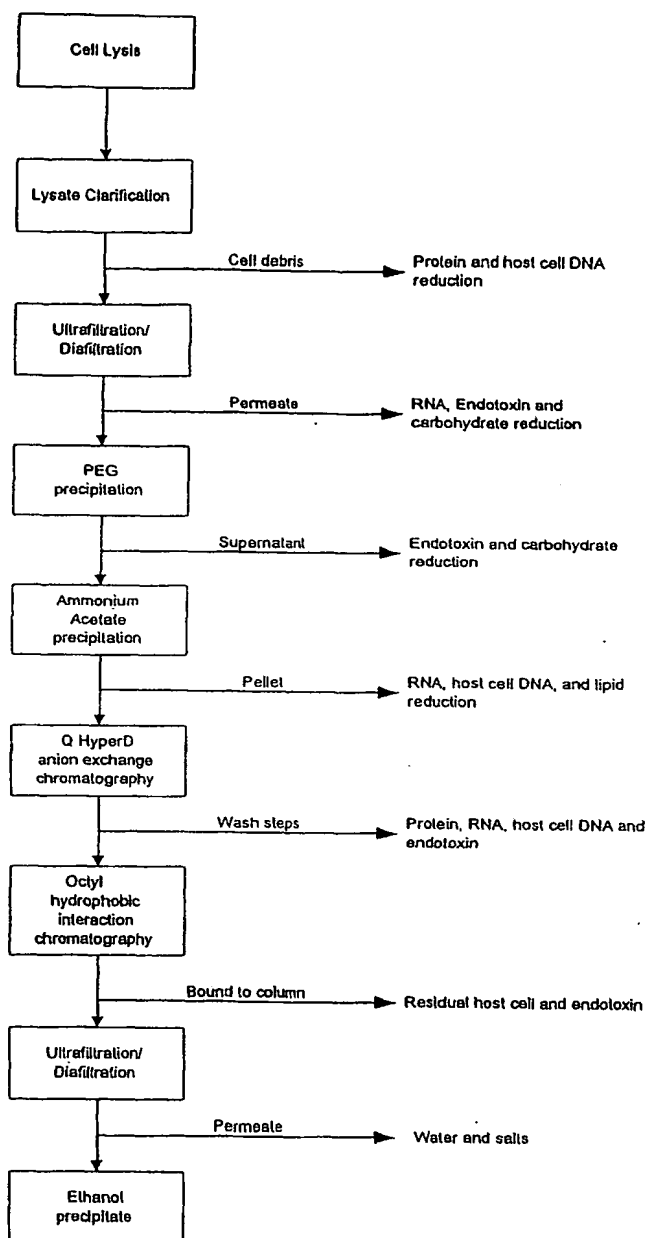 Cell Lysis
Lysate Clarification
Cell debris
Protein and host cell DNA
reduction
Ultrafiltration/
Diafiltration
Permeate
RNA, Endotoxin and
carbohydrate reduction
PEG
precipitation
Supernatant
Endotoxin and carbohydrate
reduction
Ammonium
Acetate
precipitation
Pellet
RNA, host cell DNA, and lipid
reduction
Q HyperD
anion exchange
chromatography
Wash steps
Protein, RNA, host cell DNA and
endotoxin
Octyl
hydrophobic
interaction
chromatography
Bound to column
Residual host cell and endotoxin
Ultrafiltration/
Diafiltration
Permeate
Water and salts
Ethanol
precipitate